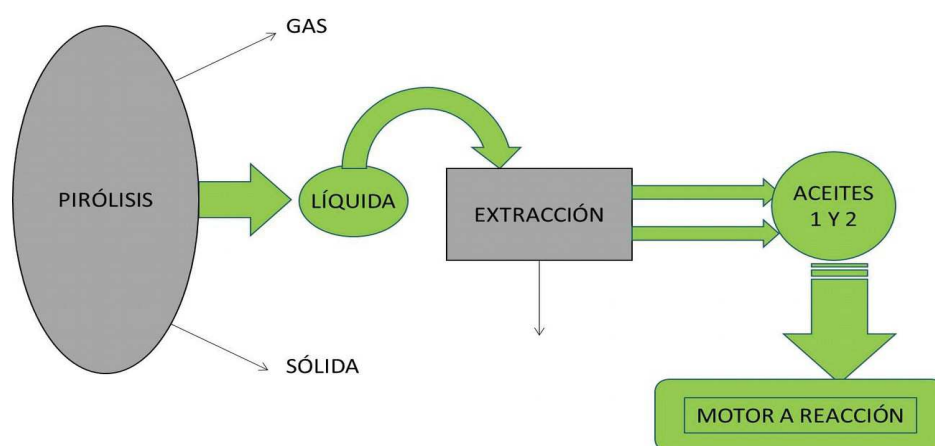 GAS
PIRÓLISIS
LÍQUIDA
EXTRACCIÓN
ACEITES
1 Y 2
SÓLIDA
MOTOR A REACCIÓN